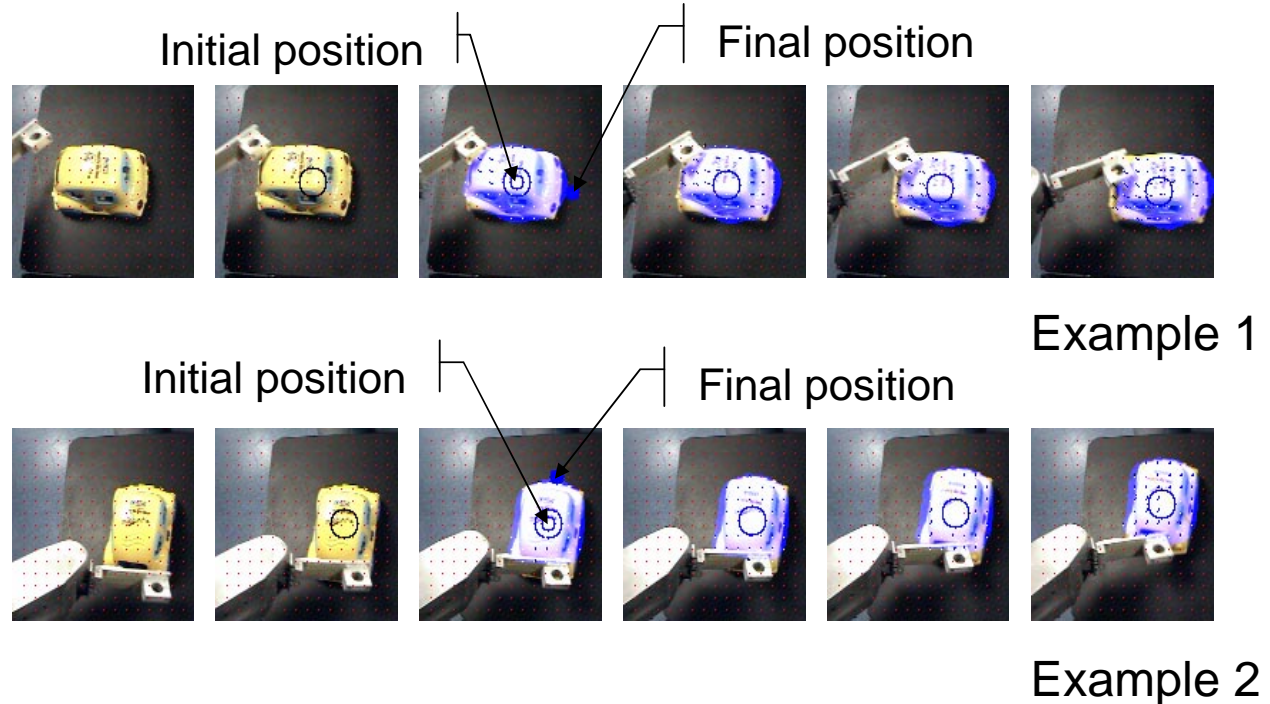 Initial position
Final position
Example 1
Initial position
Final position
Example 2